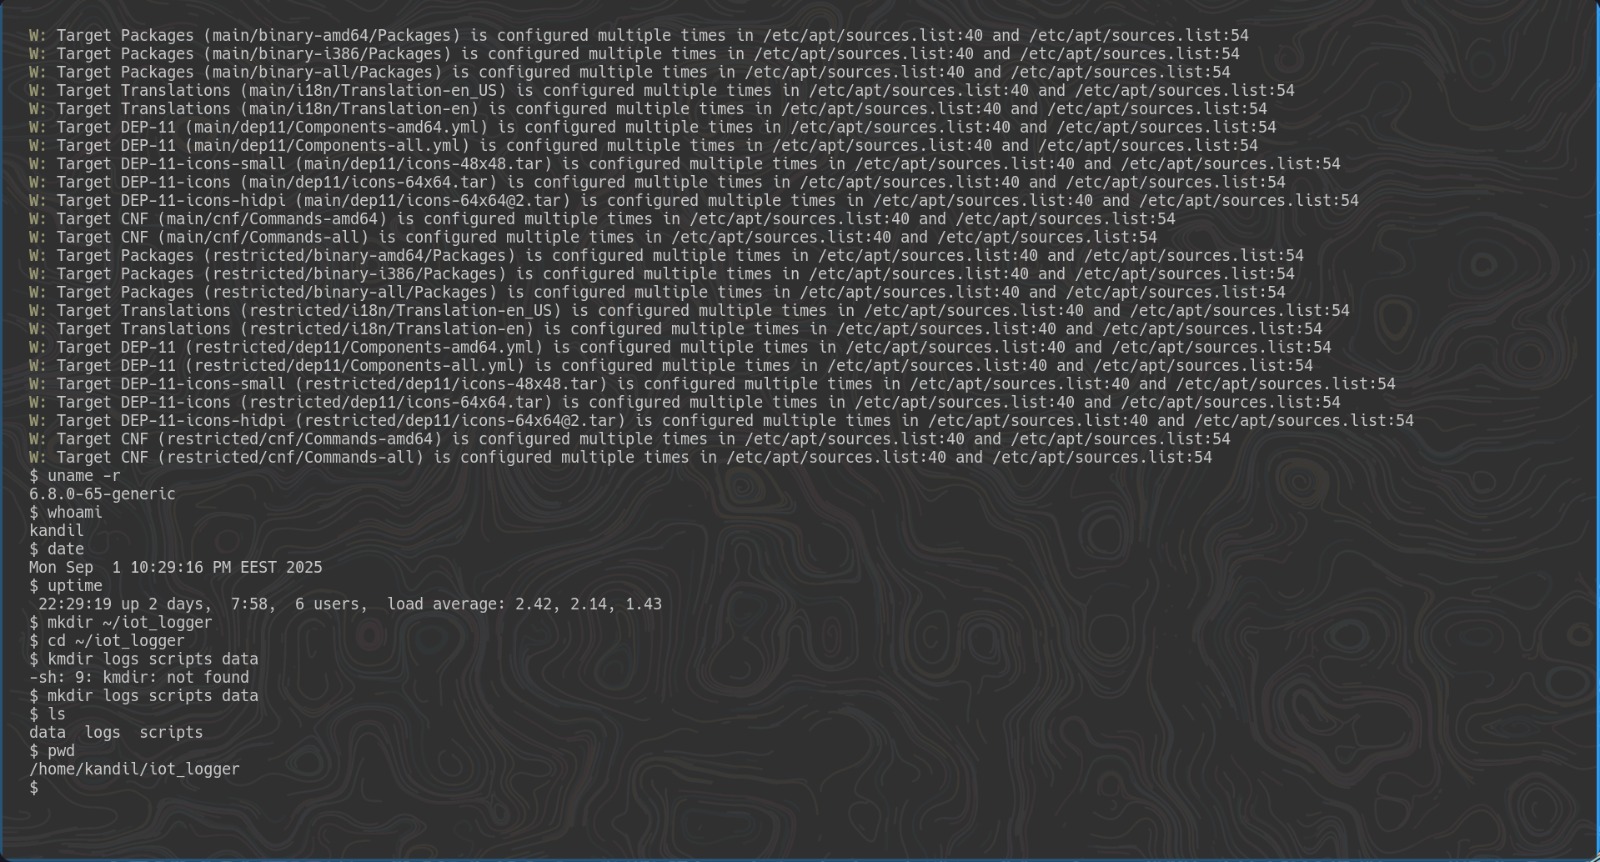 W: Target Packages (main/binary-amd64/Packages) is configured multiple times in /etc/apt/sources.list:40 and /etc/apt/sources.list:54
W: Target Packages (main/binary-i386/Packages) is configured multiple times in /etc/apt/sources.list:40 and /etc/apt/sources.list:54
W: Target Packages (main/binary-all/Packages) is configured multiple times in /etc/apt/sources.list:40 and /etc/apt/sources.list:54
W: Target Translations (main/i18n/Translation-en_US) is configured multiple times in /etc/apt/sources.list:40 and /etc/apt/sources.list:54
W: Target Translations (main/i18n/Translation-en) is configured multiple times in /etc/apt/sources.list:40 and /etc/apt/sources.list:54
W: Target DEP-11 (main/dep11/Components-amd64.yml) is configured multiple times in /etc/apt/sources.list:40 and /etc/apt/sources.list:54
W: Target DEP-11 (main/dep11/Components-all.yml) is configured multiple times in /etc/apt/sources.list:40 and /etc/apt/sources.list:54
W: Target DEP-11-icons-small (main/dep11/icons-48x48.tar) is configured multiple times in /etc/apt/sources.list:40 and /etc/apt/sources.list:54
W: Target DEP-11-icons (main/dep11/icons-64x64.tar) is configured multiple times in /etc/apt/sources.list:40 and /etc/apt/sources.list:54
W: Target DEP-11-icons-hidpi (main/dep11/icons-64x64@2.tar) is configured multiple times in /etc/apt/sources.list:40 and /etc/apt/sources.list:54
W: Target CNF (main/cnf/Commands-amd64) is configured multiple times in /etc/apt/sources.list:40 and /etc/apt/sources.list:54
W: Target CNF (main/cnf/Commands-all) is configured multiple times in /etc/apt/sources.list:40 and /etc/apt/sources.list:54
W: Target Packages (restricted/binary-amd64/Packages) is configured multiple times in /etc/apt/sources.list:40 and /etc/apt/sources.list:54
W: Target Packages (restricted/binary-i386/Packages) is configured multiple times in /etc/apt/sources.list:40 and /etc/apt/sources.list:54
W: Target Packages (restricted/binary-all/Packages) is configured multiple times in /etc/apt/sources.list:40 and /etc/apt/sources.list:54
W: Target Translations (restricted/i18n/Translation-en_US) is configured multiple times in /etc/apt/sources.list:40 and /etc/apt/sources.list:54
W: Target Translations (restricted/i18n/Translation-en) is configured multiple times in /etc/apt/sources.list:40 and /etc/apt/sources.list:54
W: Target DEP-11 (restricted/dep11/Components-amd64.yml) is configured multiple times in /etc/apt/sources.list:40 and /etc/apt/sources.list:54
W: Target DEP-11 (restricted/dep11/Components-all.yml) is configured multiple times in /etc/apt/sources.list:40 and /etc/apt/sources.list:54
W: Target DEP-11-icons-small (restricted/dep11/icons-48x48.tar) is configured multiple times in /etc/apt/sources.list:40 and /etc/apt/sources.list:54
W: Target DEP-11-icons (restricted/dep11/icons-64x64.tar) is configured multiple times in /etc/apt/sources.list:40 and /etc/apt/sources.list:54
W: Target DEP-11-icons-hidpi (restricted/dep11/icons-64x64@2.tar) is configured multiple times in /etc/apt/sources.list:40 and /etc/apt/sources.list:54
W: Target CNF (restricted/cnf/Commands-amd64) is configured multiple times in /etc/apt/sources.list:40 and /etc/apt/sources.list:54
W: Target CNF (restricted/cnf/Commands-all) is configured multiple times in /etc/apt/sources.list:40 and /etc/apt/sources.list:54
$ uname -r
6.8.0-65-generic
$ whoami
kandil
$ date
Mon Sep  1 10:29:16 PM EEST 2025
$ uptime
 22:29:19 up 2 days,  7:58,  6 users,  load average: 2.42, 2.14, 1.43
$ mkdir ~/iot_logger
$ cd ~/iot_logger
$ kmdir logs scripts data
-sh: 9: kmdir: not found
$ mkdir logs scripts data
$ ls
data  logs  scripts
$ pwd
/home/kandil/iot_logger
$